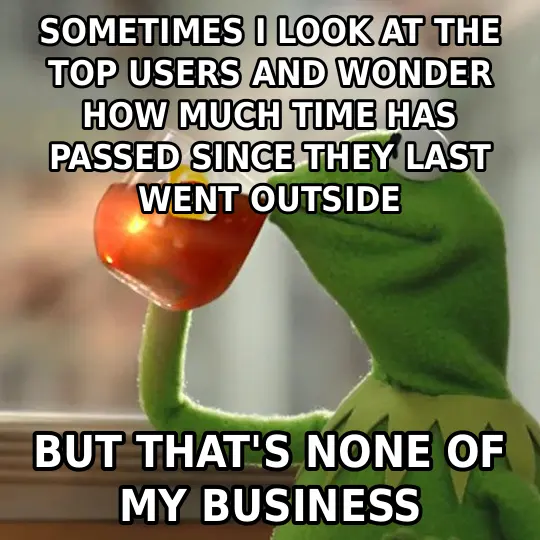 SOMETIMES I LOOK AT THE
TOP USERS AND WONDER
HOW MUCH TIME HAS
PASSED SINCE THEY LAST
WENT OUTSIDE
BUT THAT'S NONE OF
MY BUSINESS